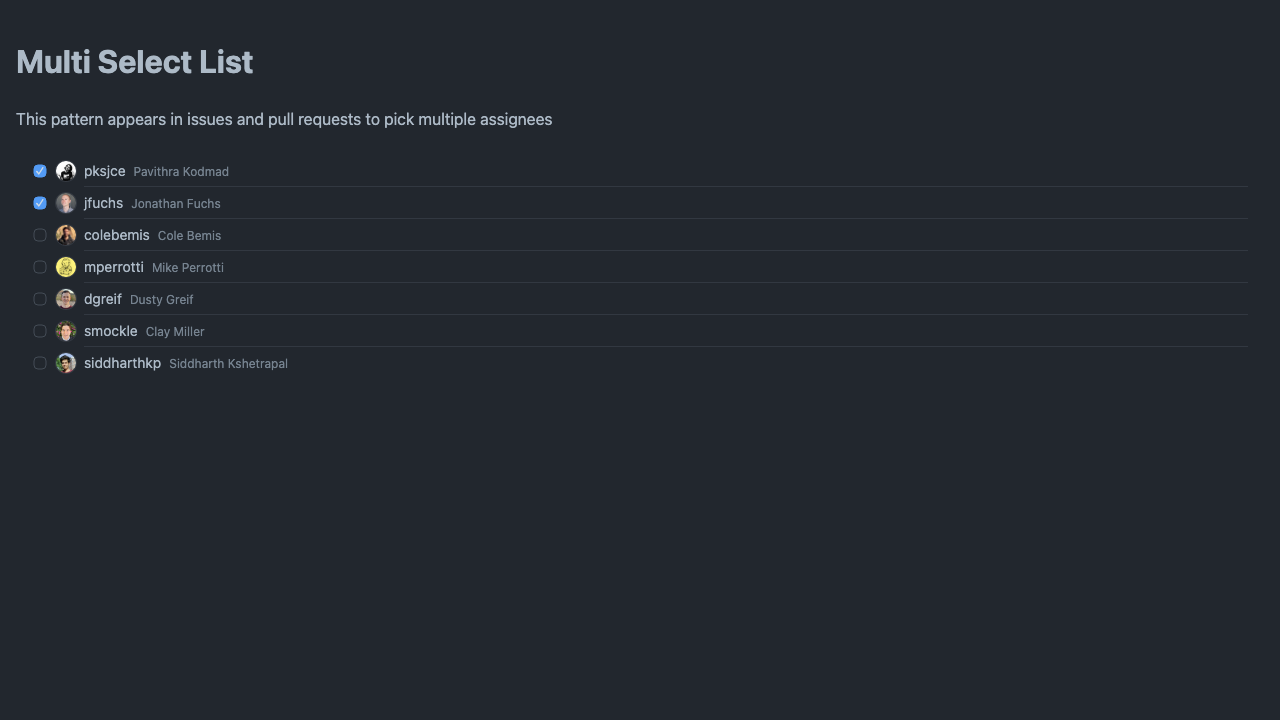 Multi Select List
This pattern appears in issues and pull requests to pick multiple assignees
pksjce Pavithra Kodmad
jfuchs Jonathan Fuchs
colebemis Cole Bemis
mperrotti Mike Perrotti
dgreif Dusty Greif
smockle Clay Miller
siddharthkp Siddharth Kshetrapal